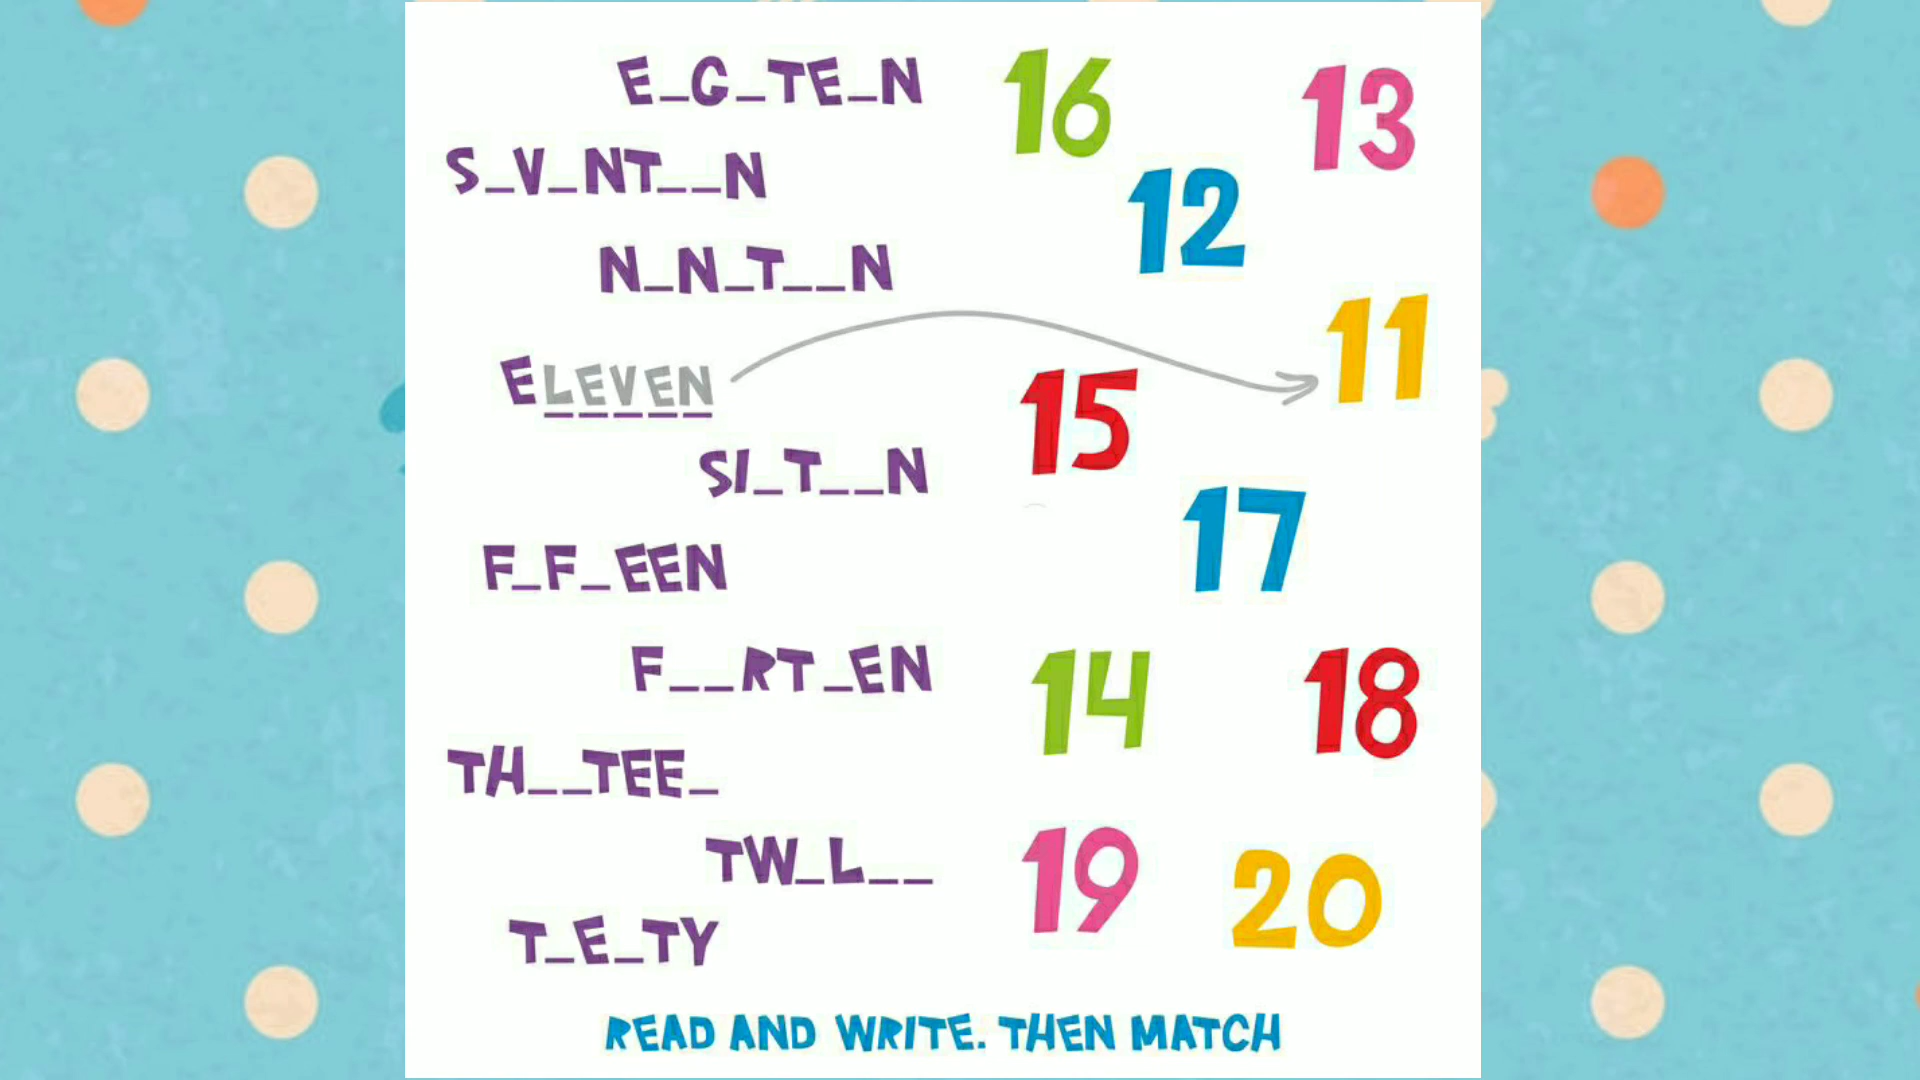 E_G_TE_N 16 13
S_V_NT__N 12
N_N_T__N
ELEVEN 11
15
SI_T__N
17
F_F_EEN
F__RT_EN 14 18
TH__TEE_
TW_L__ 19 20
T_E_TY
READ AND WRITE. THEN MATCH